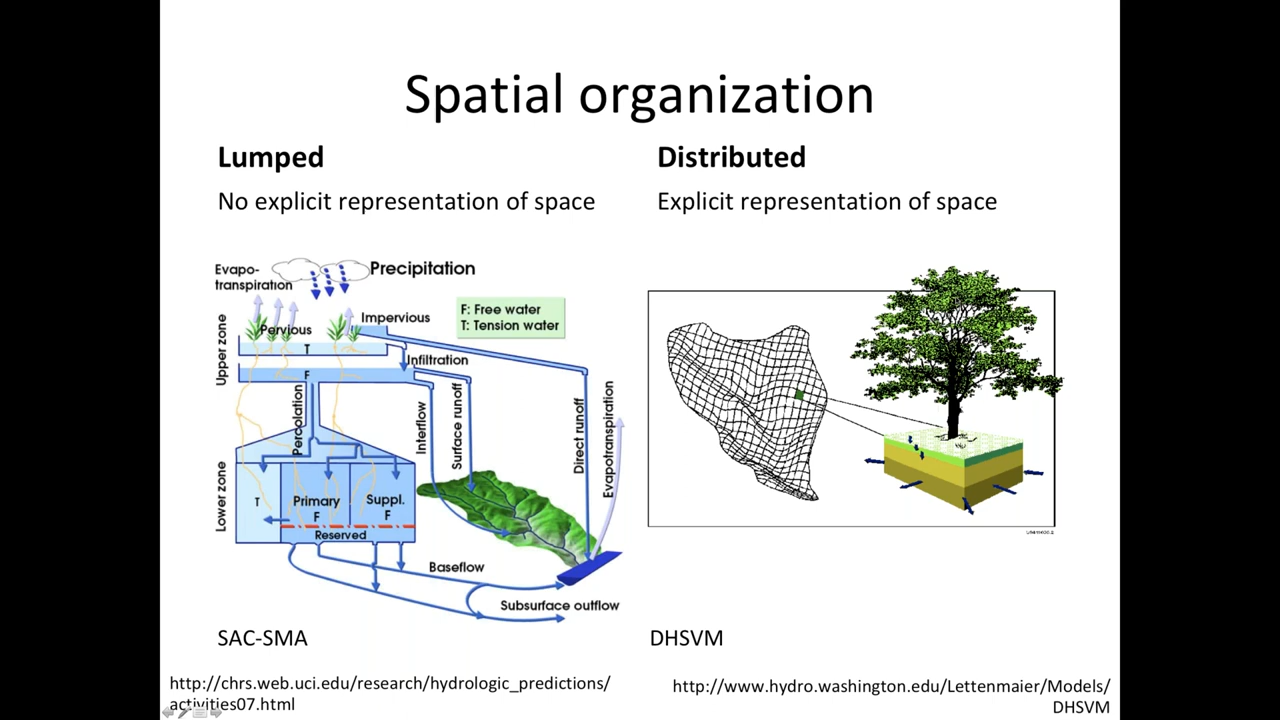 Spatial organization
Lumped
No explicit representation of space
Evapo-
transpiration
Precipitation
F: Free water
T: Tension water
Pervious
Impervious
Upper zone
T
Infiltration
F
Percolation
Interflow
Surface runoff
Direct runoff
Evapotranspiration
Lower zone
T
Primary
F
Suppl.
F
Reserved
Baseflow
Subsurface outflow
SAC-SMA
http://chrs.web.uci.edu/research/hydrologic_predictions/
activities07.html
Distributed
Explicit representation of space
DHSVM
http://www.hydro.washington.edu/Lettenmaier/Models/
DHSVM